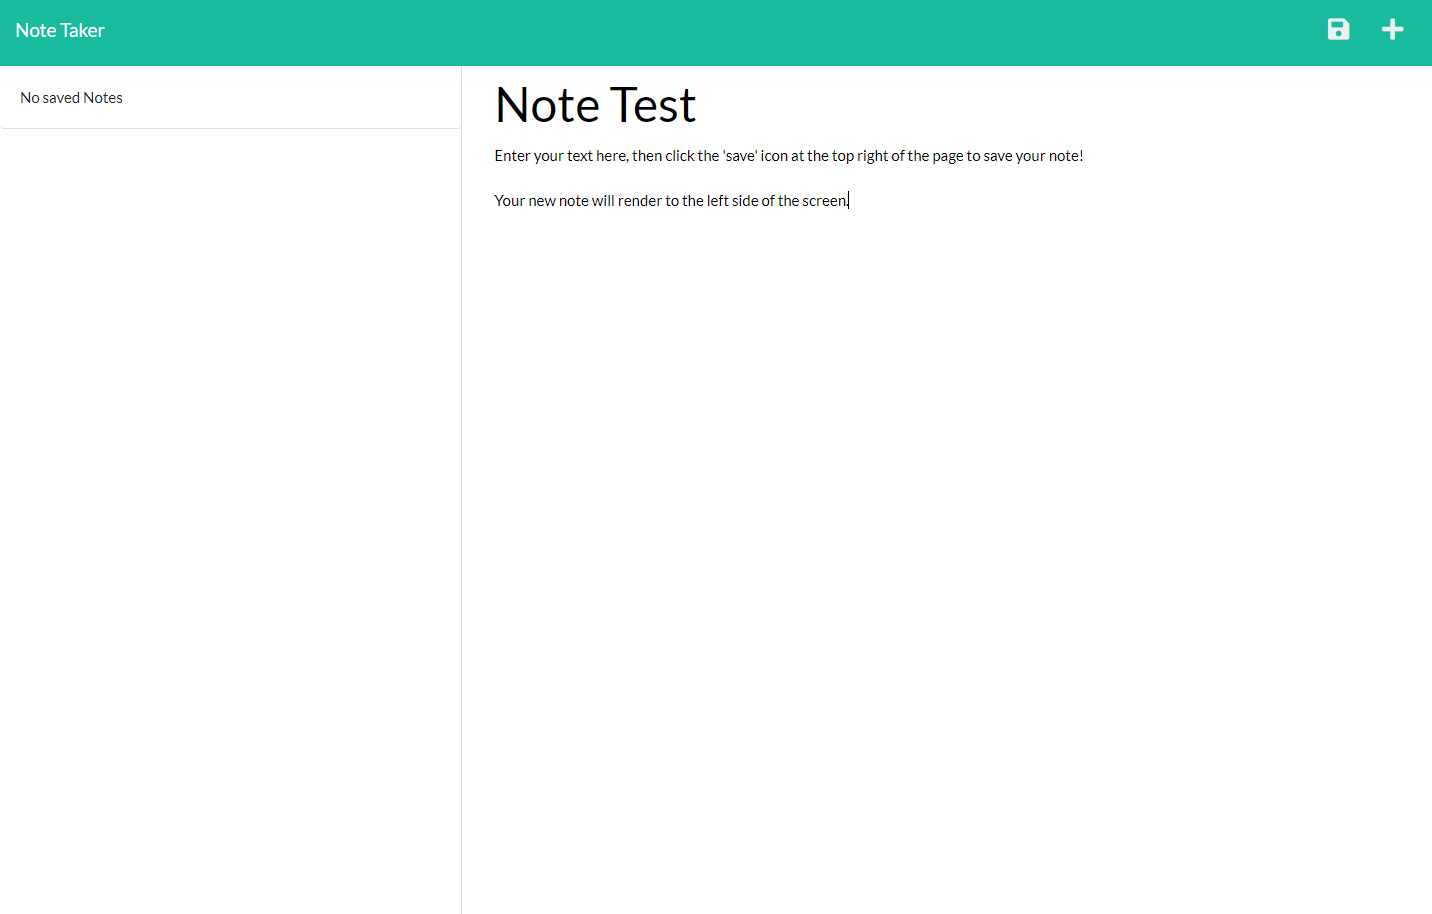 Note Taker
No saved Notes
Note Test
Enter your text here, then click the 'save' icon at the top right of the page to save your note!
Your new note will render to the left side of the screen.